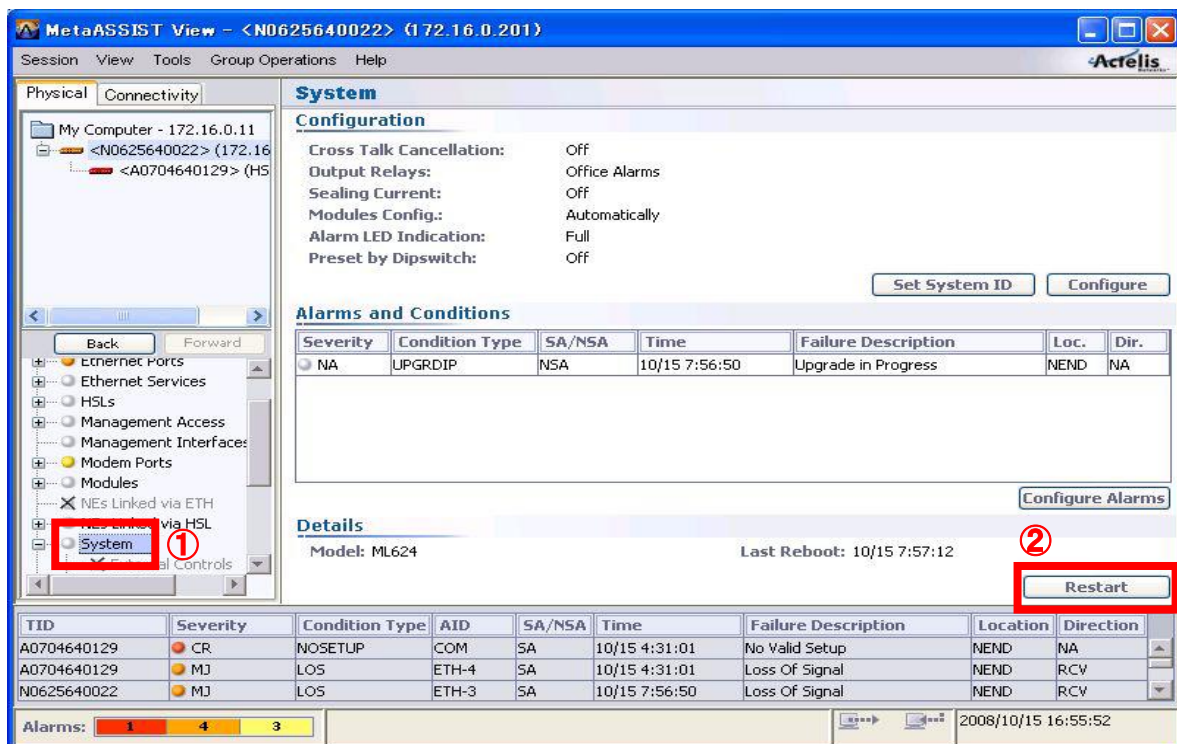 MetaASSIST View - <N0625640022> (172.16.0.201)
Session View Tools Group Operations Help
Actelis
Physical Connectivity
My Computer - 172.16.0.11
<N0625640022> (172.16
<A0704640129> (HS
Back Forward
Ethernet Ports
Ethernet Services
HSLs
Management Access
Management Interfaces
Modem Ports
Modules
NEs Linked via ETH
NEs Linked via HSL
System ①
External Controls
System
Configuration
Cross Talk Cancellation: Off
Output Relays: Office Alarms
Sealing Current: Off
Modules Config.: Automatically
Alarm LED Indication: Full
Preset by Dipswitch: Off
Set System ID Configure
Alarms and Conditions
Severity Condition Type SA/NSA Time Failure Description Loc. Dir.
NA UPGRDIP NSA 10/15 7:56:50 Upgrade in Progress NEND NA
Configure Alarms
Details
Model: ML624 Last Reboot: 10/15 7:57:12
②
Restart
TID Severity Condition Type AID SA/NSA Time Failure Description Location Direction
A0704640129 CR NOSETUP COM SA 10/15 4:31:01 No Valid Setup NEND NA
A0704640129 MJ LOS ETH-4 SA 10/15 4:31:01 Loss Of Signal NEND RCV
N0625640022 MJ LOS ETH-3 SA 10/15 7:56:50 Loss Of Signal NEND RCV
Alarms: 1 4 3
2008/10/15 16:55:52